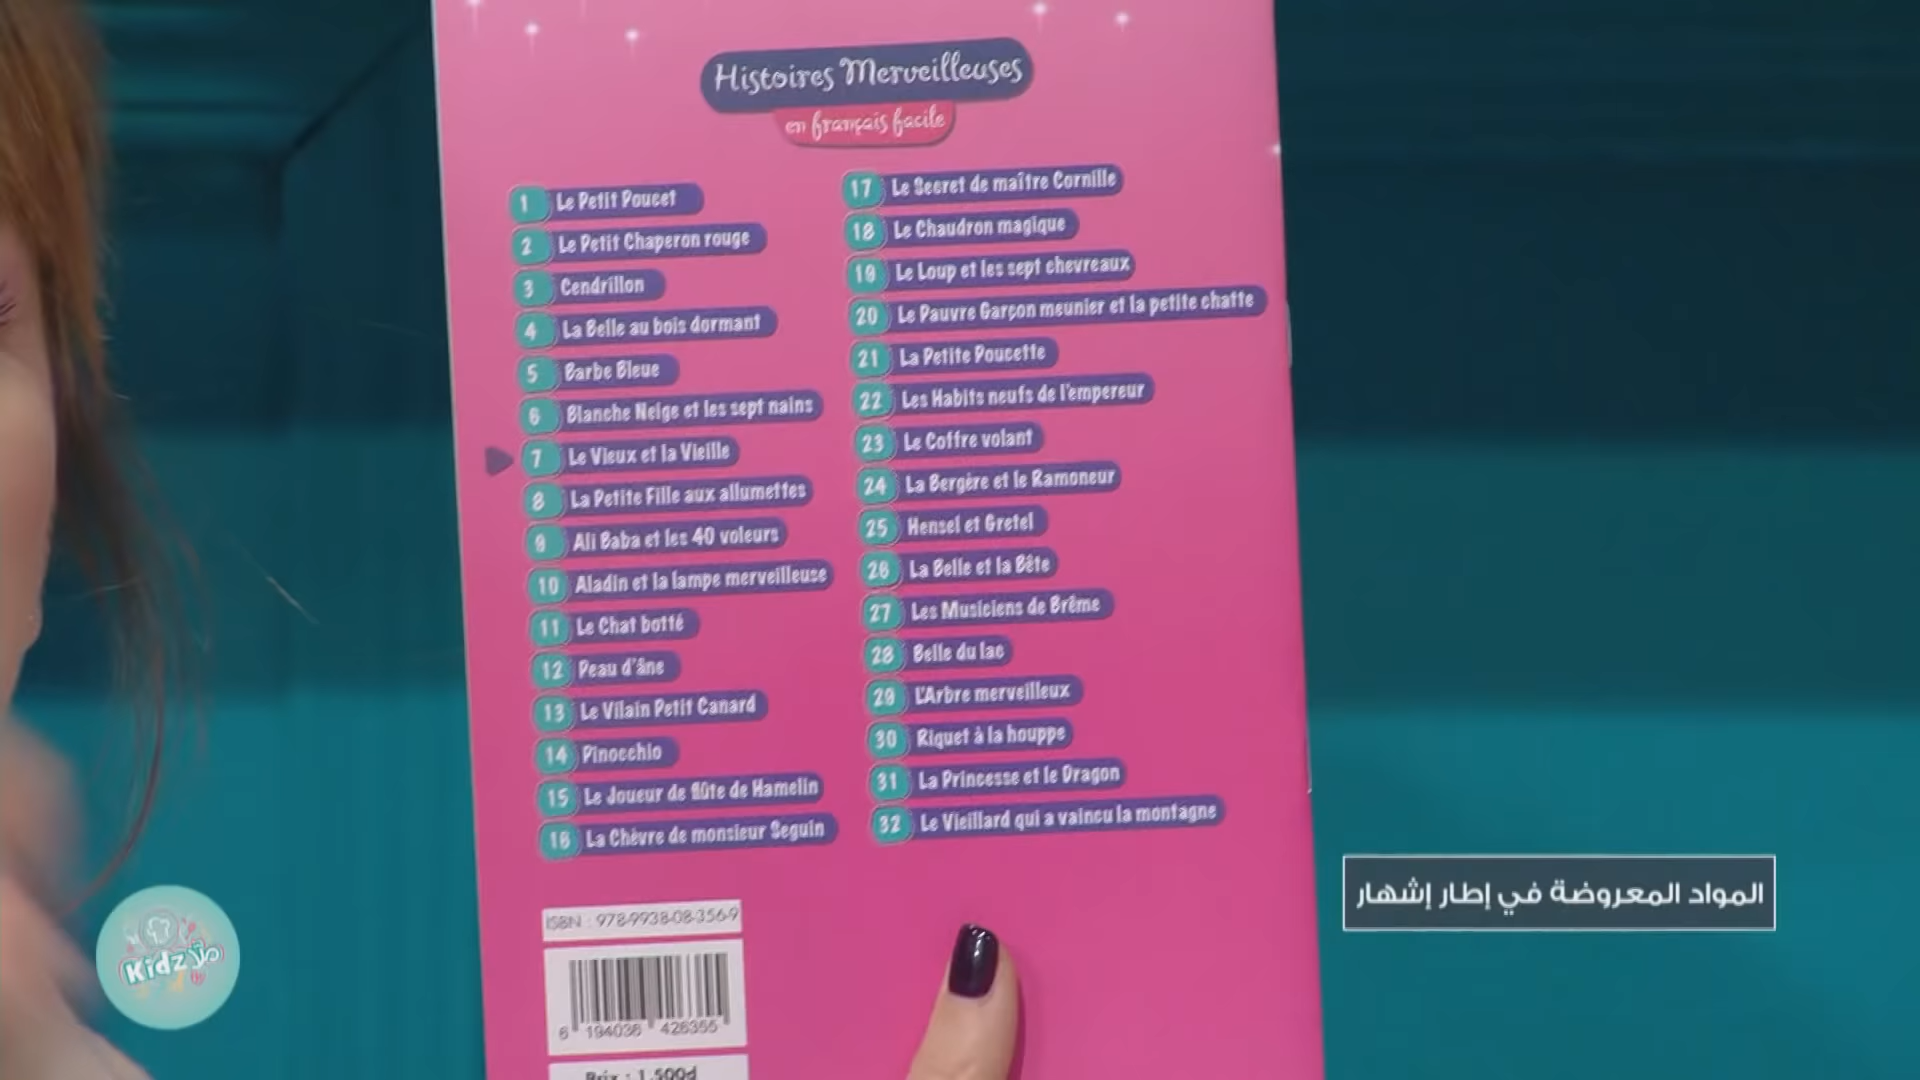 Histoires Merveilleuses
en français facile
1 Le Petit Poucet
2 Le Petit Chaperon rouge
3 Cendrillon
4 La Belle au bois dormant
5 Barbe Bleue
6 Blanche Neige et les sept nains
7 Le Vieux et la Vieille
8 La Petite Fille aux allumettes
9 Ali Baba et les 40 voleurs
10 Aladin et la lampe merveilleuse
11 Le Chat botté
12 Peau d'âne
13 Le Vilain Petit Canard
14 Pinocchio
15 Le Joueur de flûte de Hamelin
16 La Chèvre de monsieur Seguin
17 Le Secret de maître Cornille
18 Le Chaudron magique
19 Le Loup et les sept chevreaux
20 Le Pauvre Garçon meunier et la petite chatte
21 La Petite Poucette
22 Les Habits neufs de l'empereur
23 Le Coffre volant
24 La Bergère et le Ramoneur
25 Hensel et Gretel
26 La Belle et la Bête
27 Les Musiciens de Brême
28 Belle du lac
29 L'Arbre merveilleux
30 Riquet à la houppe
31 La Princesse et le Dragon
32 Le Vieillard qui a vaincu la montagne
ISBN : 978-9938-08-356-9
6 194036 426355
Prix : 1,500d
المواد المعروضة في إطار إشهار
Kidz